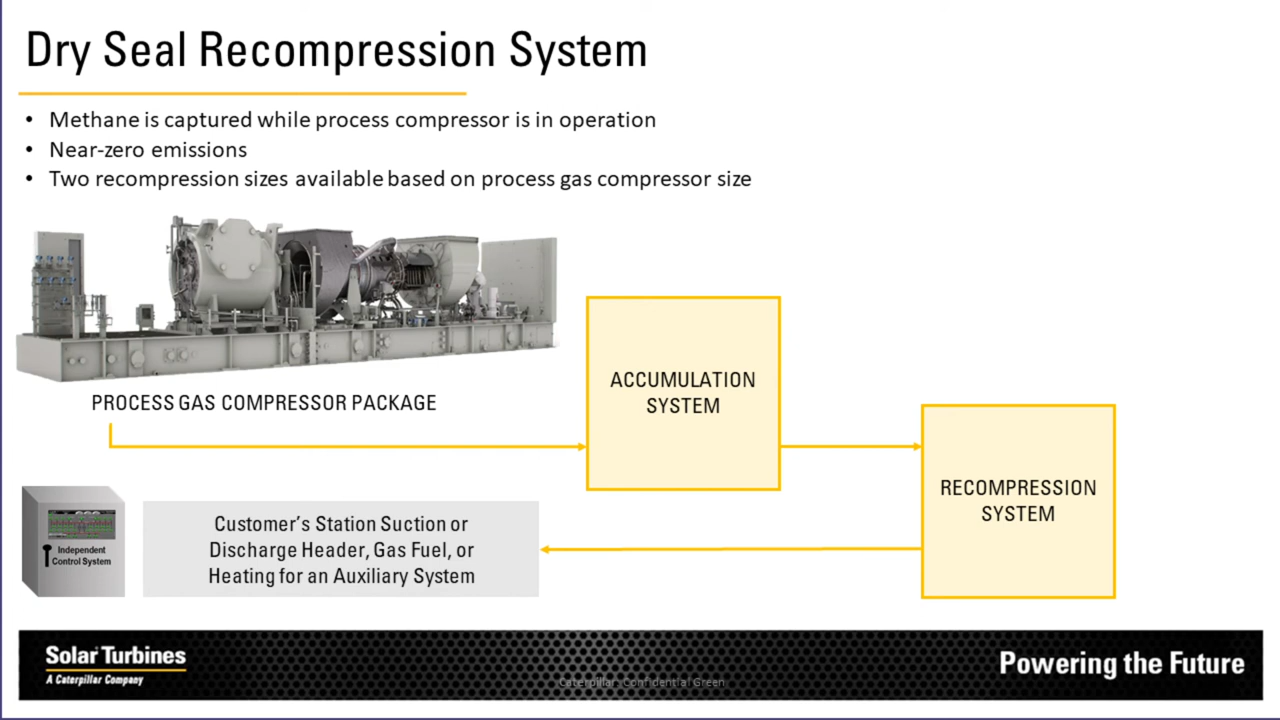 Dry Seal Recompression System
• Methane is captured while process compressor is in operation
• Near-zero emissions
• Two recompression sizes available based on process gas compressor size
PROCESS GAS COMPRESSOR PACKAGE
ACCUMULATION
SYSTEM
RECOMPRESSION
SYSTEM
Independent
Control System
Customer's Station Suction or
Discharge Header, Gas Fuel, or
Heating for an Auxiliary System
Solar Turbines
A Caterpillar Company
Caterpillar: Confidential Green
Powering the Future